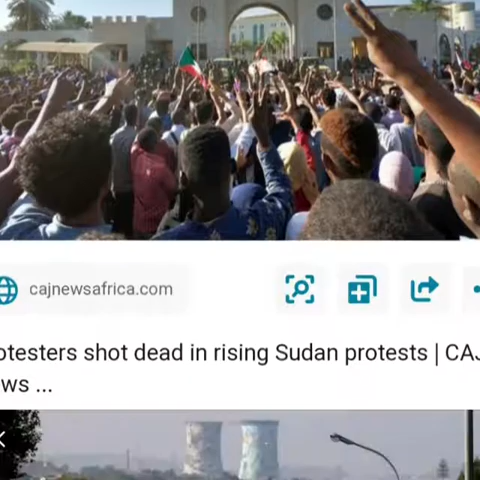 cajnewsafrica.com
otesters shot dead in rising Sudan protests | CAJ
ws ...